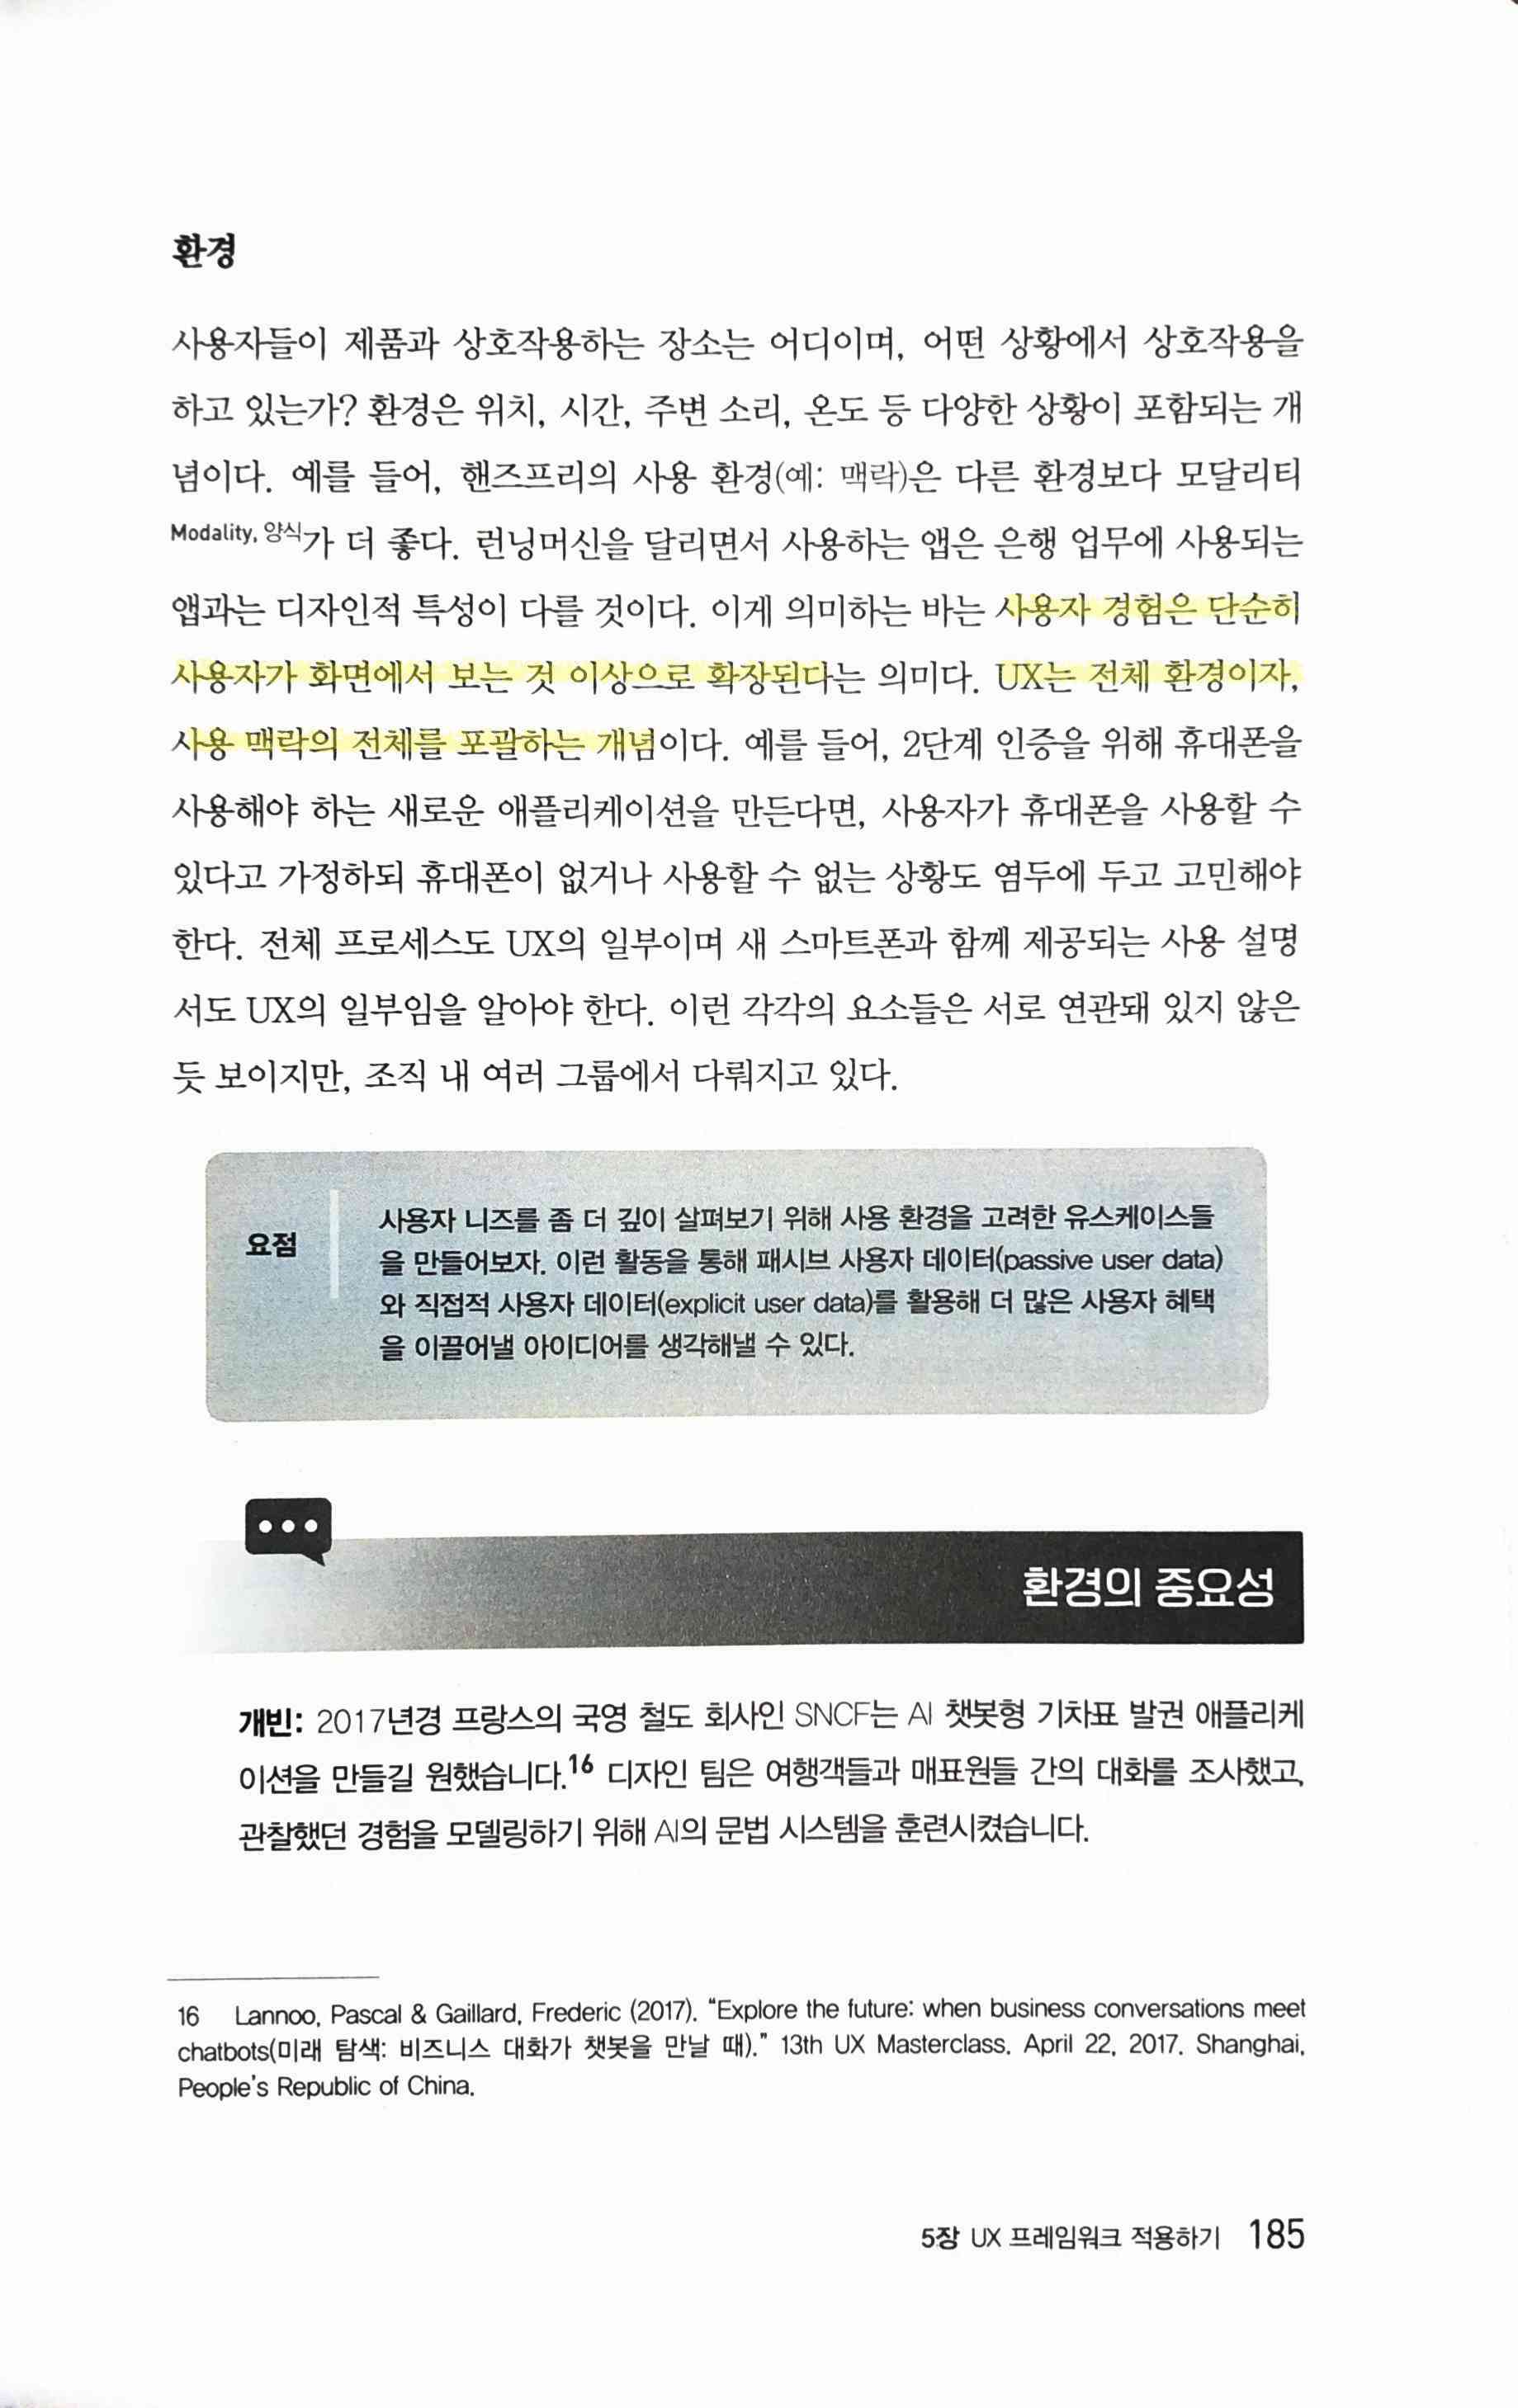 환경
사용자들이 제품과 상호작용하는 장소는 어디이며, 어떤 상황에서 상호작용을
하고 있는가? 환경은 위치, 시간, 주변 소리, 온도 등 다양한 상황이 포함되는 개
념이다. 예를 들어, 핸즈프리의 사용 환경(예: 맥락)은 다른 환경보다 모달리티
Modality, 양식가 더 좋다. 런닝머신을 달리면서 사용하는 앱은 은행 업무에 사용되는
앱과는 디자인적 특성이 다를 것이다. 이게 의미하는 바는 사용자 경험은 단순히
사용자가 화면에서 보는 것 이상으로 확장된다는 의미다. UX는 전체 환경이자,
사용 맥락의 전체를 포괄하는 개념이다. 예를 들어, 2단계 인증을 위해 휴대폰을
사용해야 하는 새로운 애플리케이션을 만든다면, 사용자가 휴대폰을 사용할 수
있다고 가정하되 휴대폰이 없거나 사용할 수 없는 상황도 염두에 두고 고민해야
한다. 전체 프로세스도 UX의 일부이며 새 스마트폰과 함께 제공되는 사용 설명
서도 UX의 일부임을 알아야 한다. 이런 각각의 요소들은 서로 연관돼 있지 않은
듯 보이지만, 조직 내 여러 그룹에서 다뤄지고 있다.
요점
사용자 니즈를 좀 더 깊이 살펴보기 위해 사용 환경을 고려한 유스케이스들
을 만들어보자. 이런 활동을 통해 패시브 사용자 데이터(passive user data)
와 직접적 사용자 데이터(explicit user data)를 활용해 더 많은 사용자 혜택
을 이끌어낼 아이디어를 생각해낼 수 있다.
환경의 중요성
개빈: 2017년경 프랑스의 국영 철도 회사인 SNCF는 AI 챗봇형 기차표 발권 애플리케
이션을 만들길 원했습니다.16 디자인 팀은 여행객들과 매표원들 간의 대화를 조사했고,
관찰했던 경험을 모델링하기 위해 AI의 문법 시스템을 훈련시켰습니다.
16 Lannoo, Pascal & Gaillard, Frederic (2017). “Explore the future: when business conversations meet
chatbots(미래 탐색: 비즈니스 대화가 챗봇을 만날 때).” 13th UX Masterclass. April 22, 2017. Shanghai,
People's Republic of China.
5장 UX 프레임워크 적용하기 185